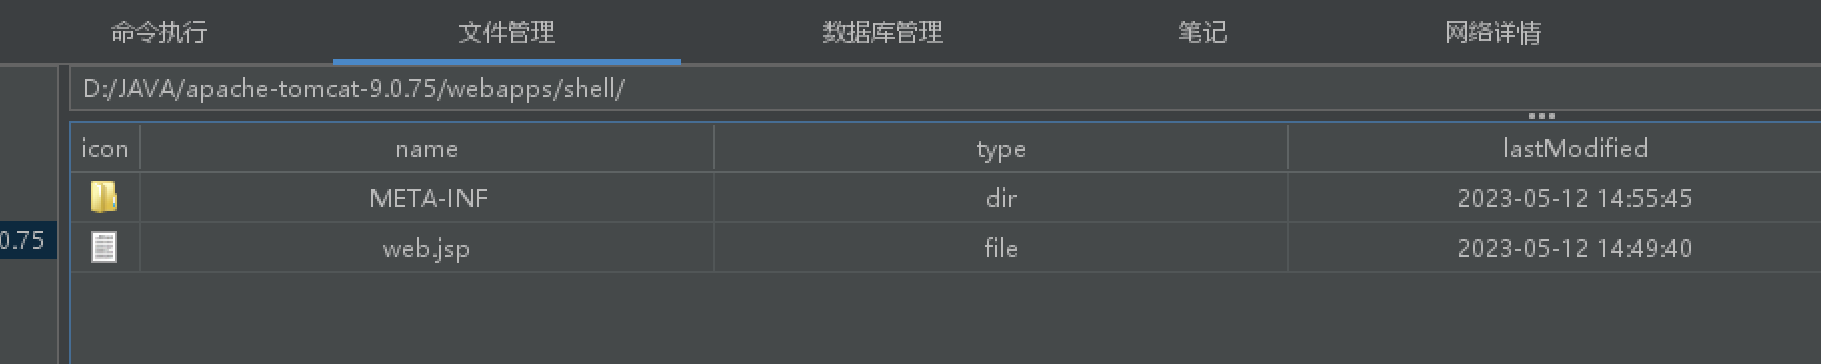 命令执行 文件管理 数据库管理 笔记 网络详情
D:/JAVA/apache-tomcat-9.0.75/webapps/shell/
icon name type lastModified
META-INF dir 2023-05-12 14:55:45
0.75 web.jsp file 2023-05-12 14:49:40